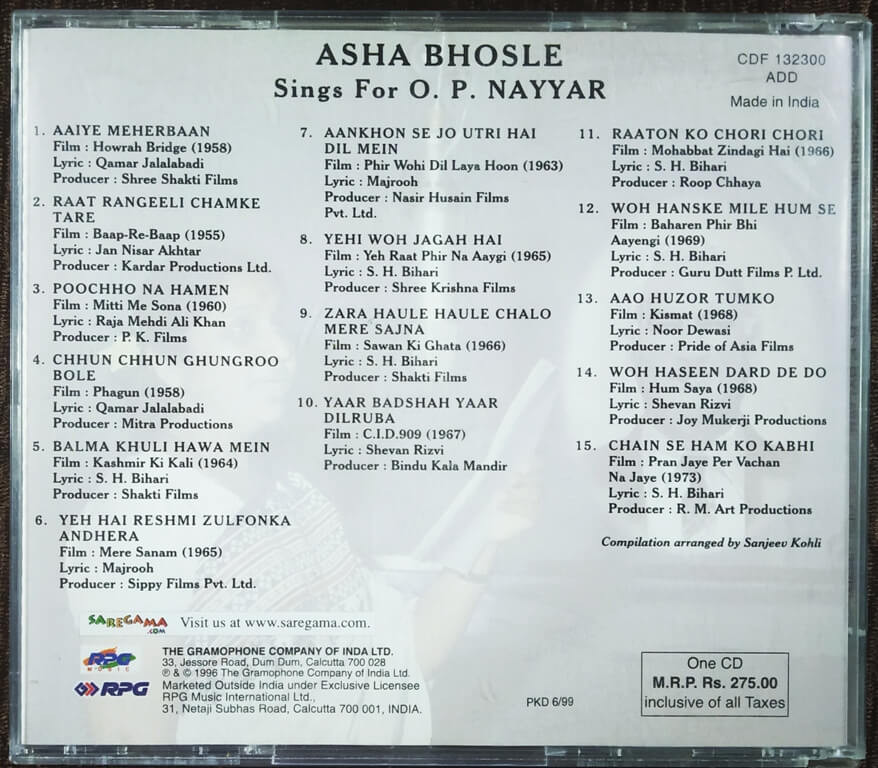 ASHA BHOSLE
Sings For O. P. NAYYAR
CDF 132300
ADD
Made in India
1. AAIYE MEHERBAAN
Film : Howrah Bridge (1958)
Lyric : Qamar Jalalabadi
Producer : Shree Shakti Films
2. RAAT RANGEELI CHAMKE
TARE
Film : Baap-Re-Baap (1955)
Lyric : Jan Nisar Akhtar
Producer : Kardar Productions Ltd.
3. POOCHHO NA HAMEN
Film : Mitti Me Sona (1960)
Lyric : Raja Mehdi Ali Khan
Producer : P. K. Films
4. CHHUN CHHUN GHUNGROO
BOLE
Film : Phagun (1958)
Lyric : Qamar Jalalabadi
Producer : Mitra Productions
5. BALMA KHULI HAWA MEIN
Film : Kashmir Ki Kali (1964)
Lyric : S. H. Bihari
Producer : Shakti Films
6. YEH HAI RESHMI ZULFONKA
ANDHERA
Film : Mere Sanam (1965)
Lyric : Majrooh
Producer : Sippy Films Pvt. Ltd.
7. AANKHON SE JO UTRI HAI
DIL MEIN
Film : Phir Wohi Dil Laya Hoon (1963)
Lyric : Majrooh
Producer : Nasir Husain Films
Pvt. Ltd.
8. YEHI WOH JAGAH HAI
Film : Yeh Raat Phir Na Aaygi (1965)
Lyric : S. H. Bihari
Producer : Shree Krishna Films
9. ZARA HAULE HAULE CHALO
MERE SAJNA
Film : Sawan Ki Ghata (1966)
Lyric : S. H. Bihari
Producer : Shakti Films
10. YAAR BADSHAH YAAR
DILRUBA
Film : C.I.D.909 (1967)
Lyric : Shevan Rizvi
Producer : Bindu Kala Mandir
11. RAATON KO CHORI CHORI
Film : Mohabbat Zindagi Hai (1966)
Lyric : S. H. Bihari
Producer : Roop Chhaya
12. WOH HANSKE MILE HUM SE
Film : Baharen Phir Bhi
Aayengi (1969)
Lyric : S. H. Bihari
Producer : Guru Dutt Films P. Ltd.
13. AAO HUZOR TUMKO
Film : Kismat (1968)
Lyric : Noor Dewasi
Producer : Pride of Asia Films
14. WOH HASEEN DARD DE DO
Film : Hum Saya (1968)
Lyric : Shevan Rizvi
Producer : Joy Mukerji Productions
15. CHAIN SE HAM KO KABHI
Film : Pran Jaye Per Vachan
Na Jaye (1973)
Lyric : S. H. Bihari
Producer : R. M. Art Productions
Compilation arranged by Sanjeev Kohli
SAREGAMA
.COM
Visit us at www.saregama.com.
RPG
MUSIC
RPG
THE GRAMOPHONE COMPANY OF INDA LTD.
33, Jessore Road, Dum Dum, Calcutta 700 028
℗ & © 1996 The Gramophone Company of India Ltd.
Marketed Outside India under Exclusive Licensee
RPG Music International Ltd.,
31, Netaji Subhas Road, Calcutta 700 001, INDIA.
PKD 6/99
One CD
M.R.P. Rs. 275.00
inclusive of all Taxes